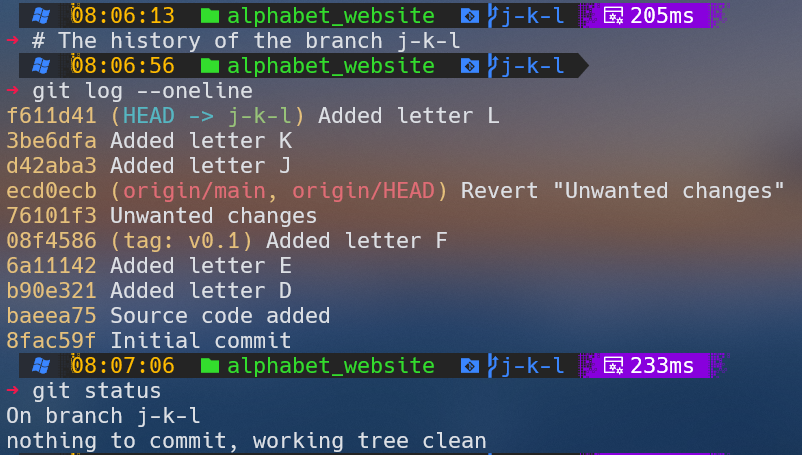 08:06:13 alphabet_website j-k-l 205ms
→ # The history of the branch j-k-l
08:06:56 alphabet_website j-k-l
→ git log --oneline
f611d41 (HEAD -> j-k-l) Added letter L
3be6dfa Added letter K
d42aba3 Added letter J
ecd0ecb (origin/main, origin/HEAD) Revert "Unwanted changes"
76101f3 Unwanted changes
08f4586 (tag: v0.1) Added letter F
6a11142 Added letter E
b90e321 Added letter D
baeea75 Source code added
8fac59f Initial commit
08:07:06 alphabet_website j-k-l 233ms
→ git status
On branch j-k-l
nothing to commit, working tree clean